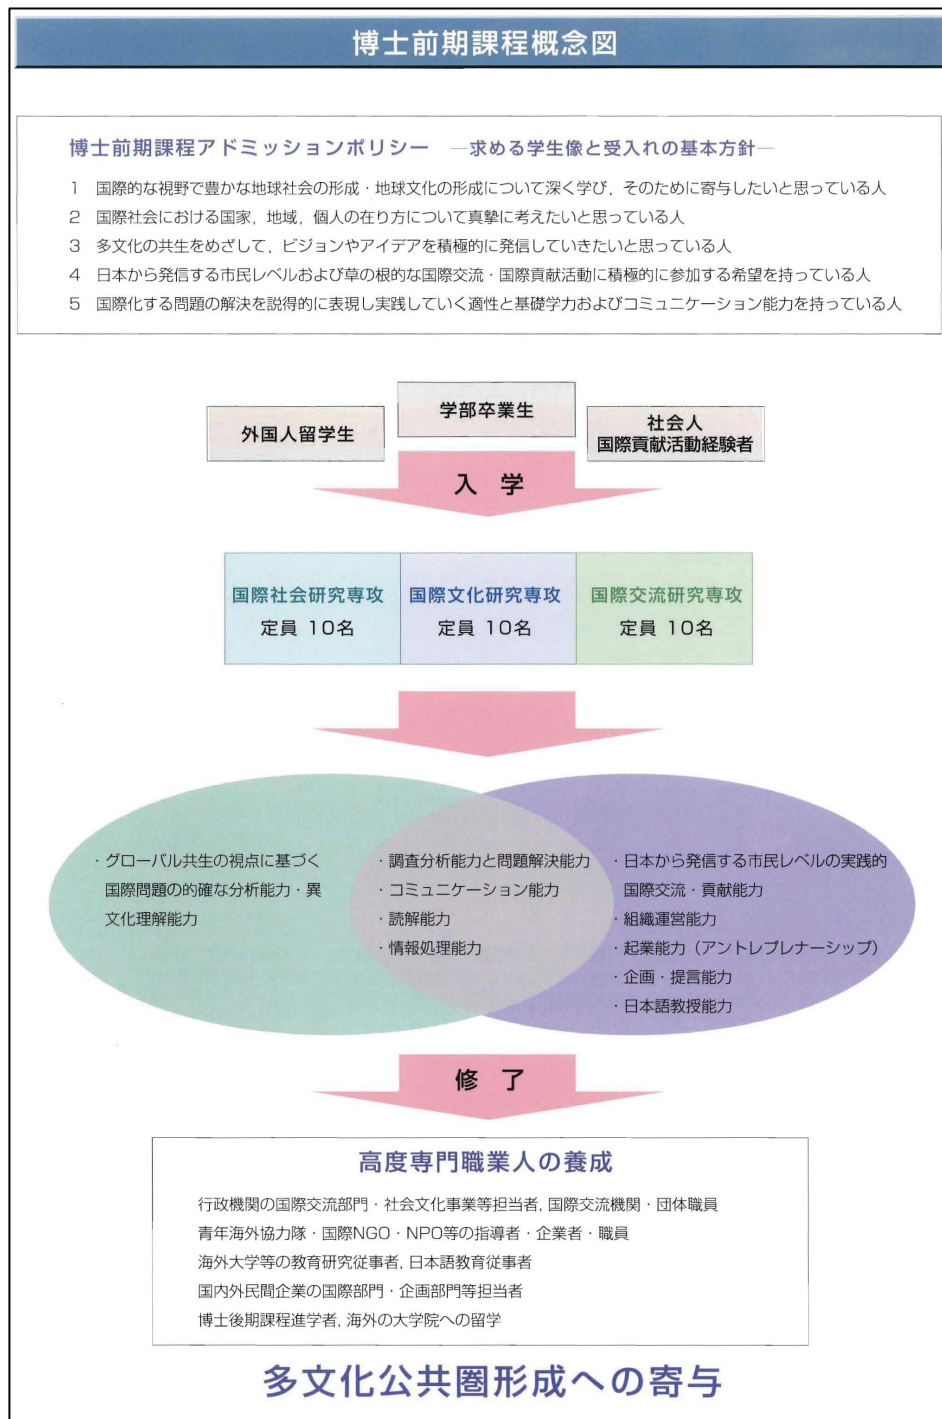 博士前期課程概念図
博士前期課程アドミッションポリシー ―求める学生像と受入れの基本方針―
1 国際的な視野で豊かな地球社会の形成・地球文化の形成について深く学び，そのために寄与したいと思っている人
2 国際社会における国家，地域，個人の在り方について真摯に考えたいと思っている人
3 多文化の共生をめざして，ビジョンやアイデアを積極的に発信していきたいと思っている人
4 日本から発信する市民レベルおよび草の根的な国際交流・国際貢献活動に積極的に参加する希望を持っている人
5 国際化する問題の解決を説得的に表現し実践していく適性と基礎学力およびコミュニケーション能力を持っている人
外国人留学生
学部卒業生
社会人
国際貢献活動経験者
入 学
国際社会研究専攻
定員 10名
国際文化研究専攻
定員 10名
国際交流研究専攻
定員 10名
・グローバル共生の視点に基づく
国際問題の的確な分析能力・異
文化理解能力
・調査分析能力と問題解決能力
・コミュニケーション能力
・読解能力
・情報処理能力
・日本から発信する市民レベルの実践的
国際交流・貢献能力
・組織運営能力
・起業能力（アントレプレナーシップ）
・企画・提言能力
・日本語教授能力
修 了
高度専門職業人の養成
行政機関の国際交流部門・社会文化事業等担当者，国際交流機関・団体職員
青年海外協力隊・国際NGO・NPO等の指導者・企業者・職員
海外大学等の教育研究従事者，日本語教育従事者
国内外民間企業の国際部門・企画部門等担当者
博士後期課程進学者，海外の大学院への留学
多文化公共圏形成への寄与